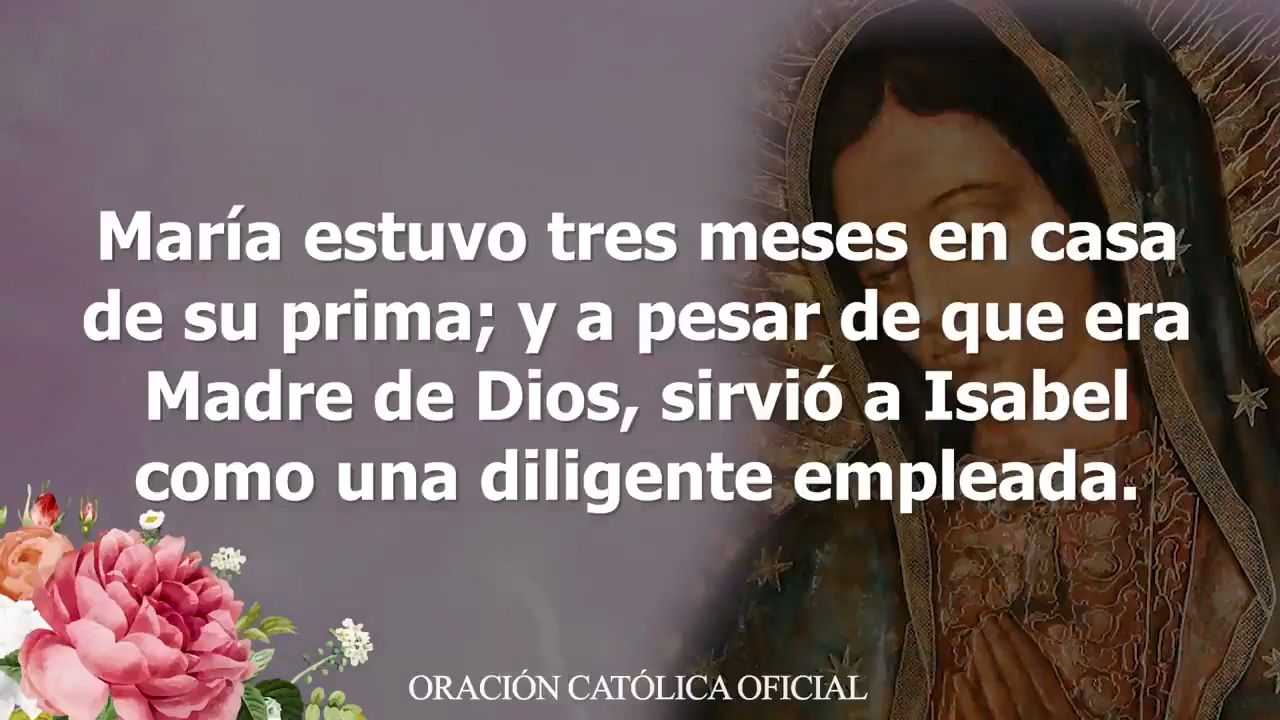 María estuvo tres meses en casa
de su prima; y a pesar de que era
Madre de Dios, sirvió a Isabel
como una diligente empleada.
ORACIÓN CATÓLICA OFICIAL